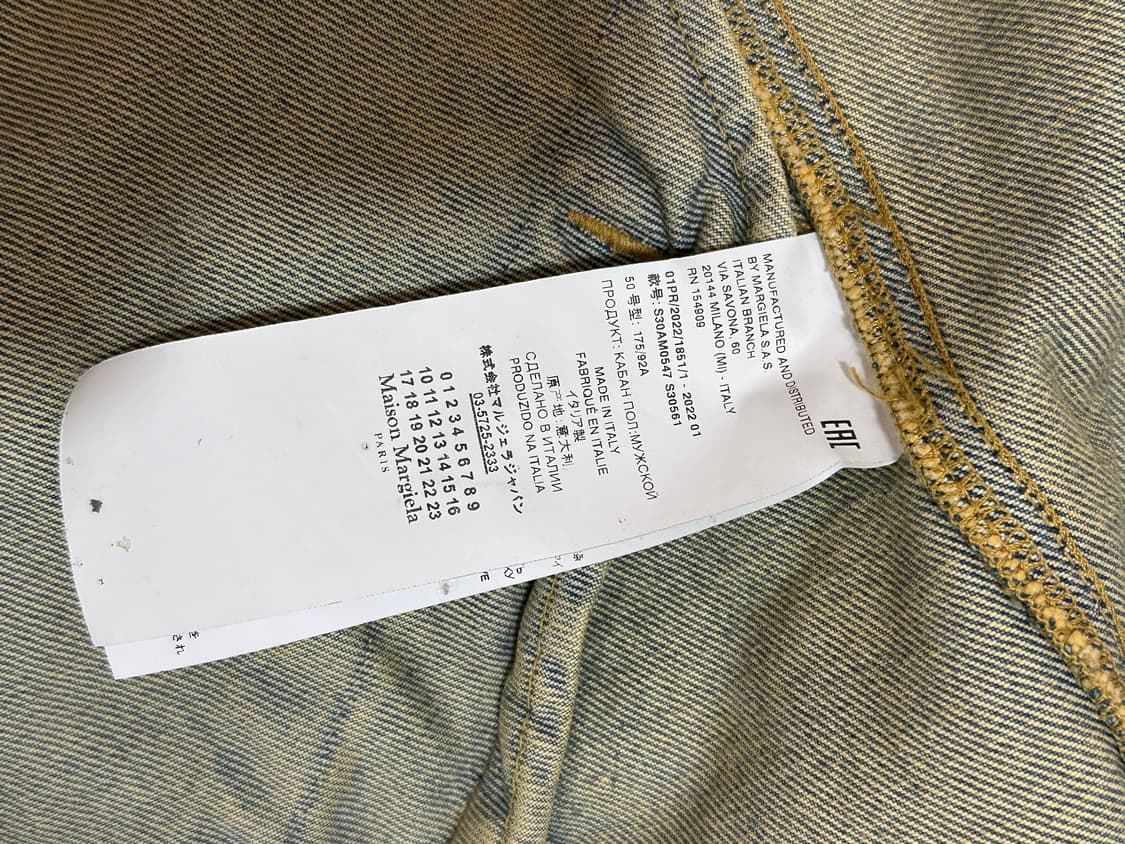 EAC
MANUFACTURED AND DISTRIBUTED
BY MARGIELA S.A.S.
ITALIAN BRANCH
VIA SAVONA, 60
20144 MILANO (MI) - ITALY
RN 154909
01PR/2022/1851/1 - 2022 01
款号: S30AM0547 S30561
50 号型: 175/92A
ПРОДУКТ: КАБАН ПОЛ:МУЖСКОЙ
MADE IN ITALY
FABRIQUÉ EN ITALIE
イタリア製
原产地:意大利
СДЕЛАНО В ИТАЛИИ
PRODUZIDO NA ITALIA
株式会社マルジェラジャパン
03-5725-2333
0 1 2 3 4 5 6 7 8 9
10 11 12 13 14 15 16
17 18 19 20 21 22 23
Maison Margiela
PARIS
を
され